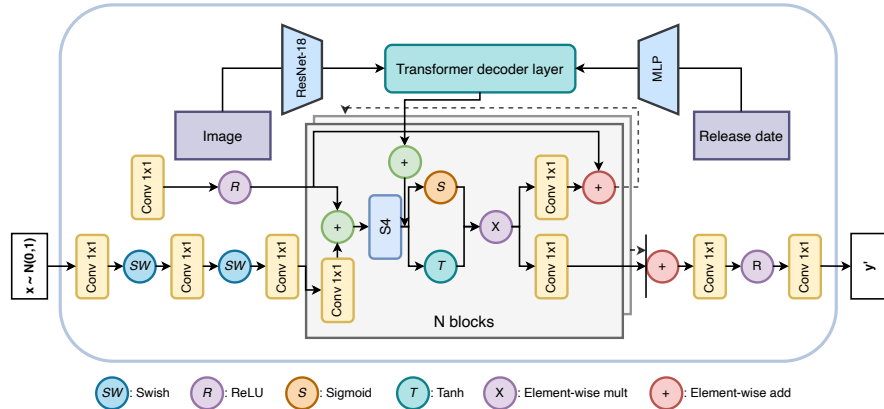 ResNet-18
Transformer decoder layer
MLP
Image
Release date
+
Conv 1x1
R
S
Conv 1x1
+
+
S4
X
x ~ N(0,1)
Conv 1x1
SW
Conv 1x1
SW
Conv 1x1
Conv 1x1
T
Conv 1x1
+
Conv 1x1
R
Conv 1x1
y'
N blocks
SW : Swish
R : ReLU
S : Sigmoid
T : Tanh
X : Element-wise mult
+ : Element-wise add